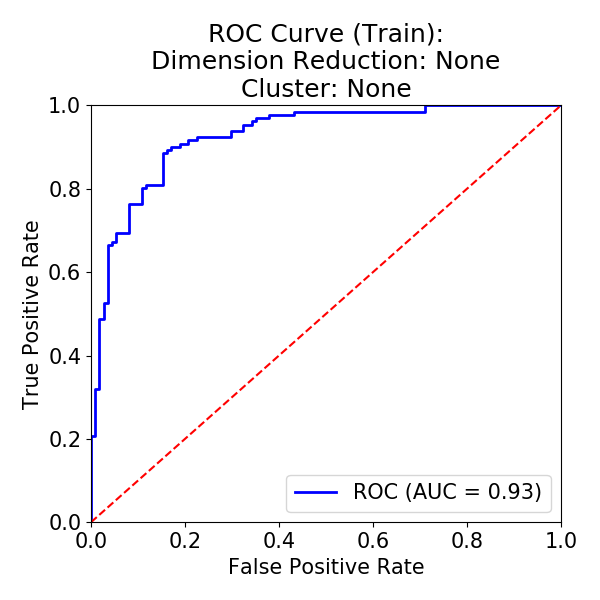 ROC Curve (Train):
Dimension Reduction: None
Cluster: None
1.0
0.8
0.6
0.4
0.2
0.0
True Positive Rate
ROC (AUC = 0.93)
0.0 0.2 0.4 0.6 0.8 1.0
False Positive Rate